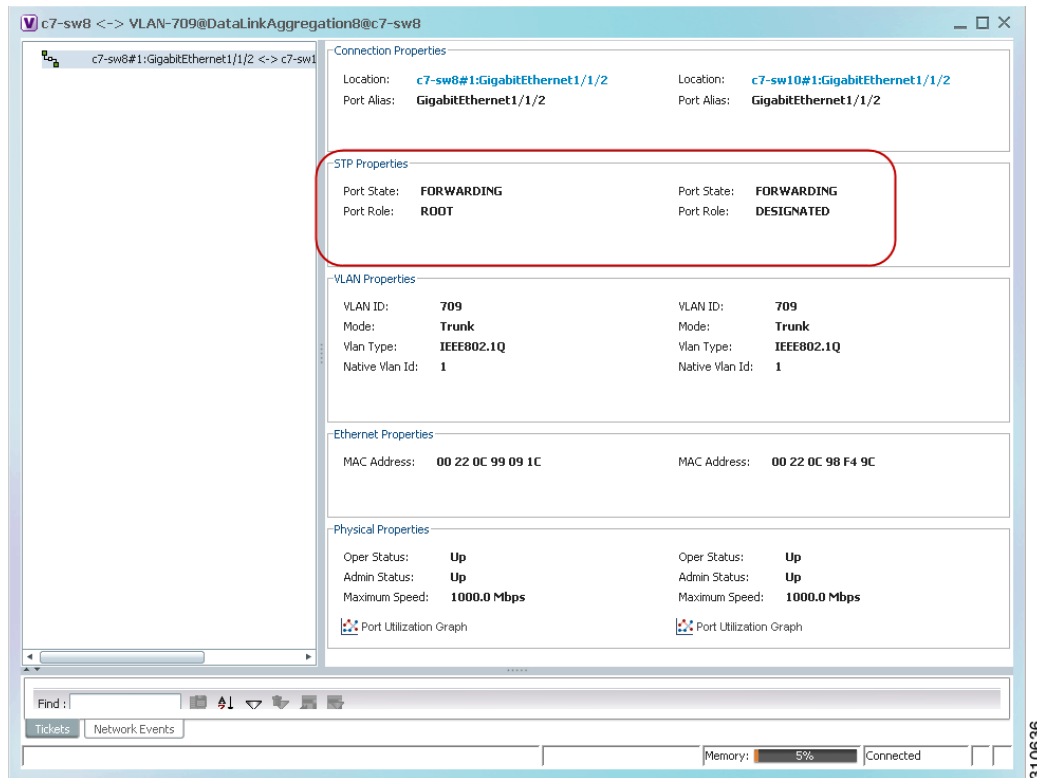 c7-sw8 <-> VLAN-709@DataLinkAggregation8@c7-sw8
c7-sw8#1:GigabitEthernet1/1/2 <-> c7-sw1
Connection Properties
Location: c7-sw8#1:GigabitEthernet1/1/2 Location: c7-sw10#1:GigabitEthernet1/1/2
Port Alias: GigabitEthernet1/1/2 Port Alias: GigabitEthernet1/1/2
STP Properties
Port State: FORWARDING Port State: FORWARDING
Port Role: ROOT Port Role: DESIGNATED
VLAN Properties
VLAN ID: 709 VLAN ID: 709
Mode: Trunk Mode: Trunk
Vlan Type: IEEE802.1Q Vlan Type: IEEE802.1Q
Native Vlan Id: 1 Native Vlan Id: 1
Ethernet Properties
MAC Address: 00 22 0C 99 09 1C MAC Address: 00 22 0C 98 F4 9C
Physical Properties
Oper Status: Up Oper Status: Up
Admin Status: Up Admin Status: Up
Maximum Speed: 1000.0 Mbps Maximum Speed: 1000.0 Mbps
Port Utilization Graph Port Utilization Graph
Find :
Tickets Network Events
Memory: 5% Connected
310636